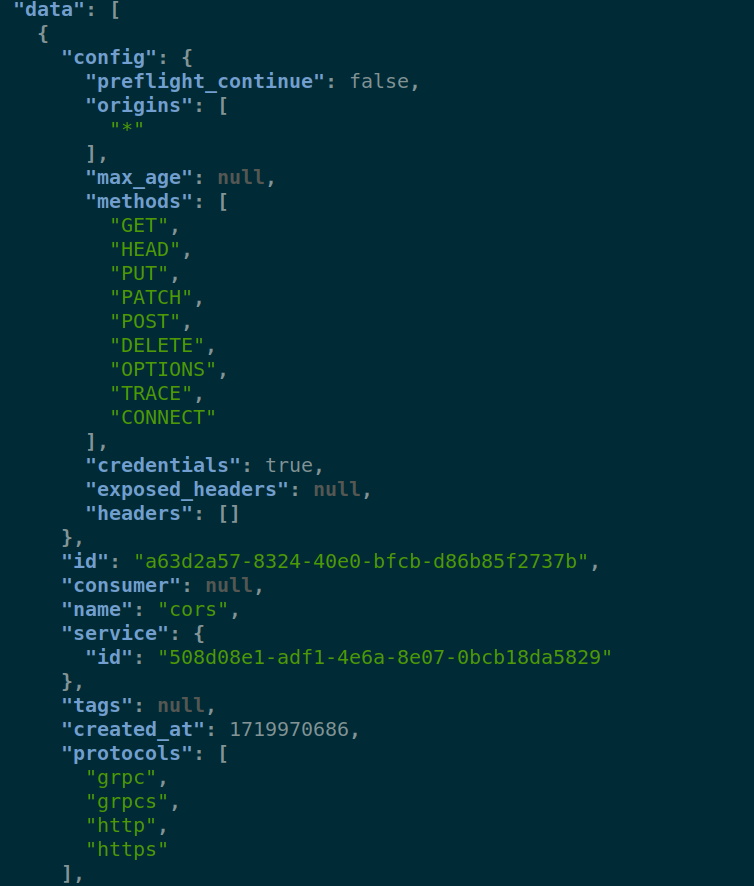 "data": [
{
"config": {
"preflight_continue": false,
"origins": [
"*"
],
"max_age": null,
"methods": [
"GET",
"HEAD",
"PUT",
"PATCH",
"POST",
"DELETE",
"OPTIONS",
"TRACE",
"CONNECT"
],
"credentials": true,
"exposed_headers": null,
"headers": []
},
"id": "a63d2a57-8324-40e0-bfcb-d86b85f2737b",
"consumer": null,
"name": "cors",
"service": {
"id": "508d08e1-adf1-4e6a-8e07-0bcb18da5829"
},
"tags": null,
"created_at": 1719970686,
"protocols": [
"grpc",
"grpcs",
"http",
"https"
],